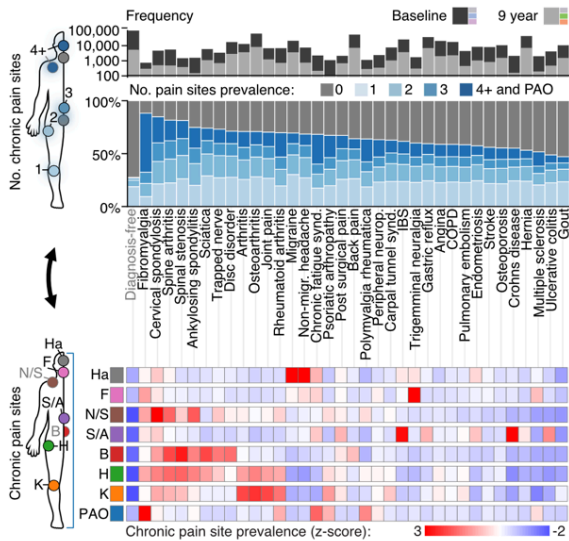 Frequency
Baseline
9 year
100,000
10,000
1,000
100
No. pain sites prevalence:
0
1
2
3
4+ and PAO
100%
50%
0%
No. chronic pain sites
4+
3
2
1
Diagnosis-free
Fibromyalgia
Cervical spondylosis
Spine arthritis
Spinal stenosis
Ankylosing spondylitis
Sciatica
Trapped nerve
Disc disorder
Arthritis
Osteoarthritis
Joint pain
Rheumatoid arthritis
Migraine
Non-migr. headache
Chronic fatigue synd.
Psoriatic arthropathy
Post surgical pain
Back pain
Polymyalgia rheumatica
Peripheral neurop.
Carpal tunnel synd.
IBS
Trigemminal neuralgia
Gastric reflux
Angina
COPD
Pulmonary embolism
Endometriosis
Stroke
Osteoporosis
Crohns disease
Hernia
Multiple sclerosis
Ulcerative colitis
Gout
Chronic pain sites
Ha
F
N/S
S/A
B
H
K
Ha
F
N/S
S/A
B
H
K
PAO
Chronic pain site prevalence (z-score):
3
-2